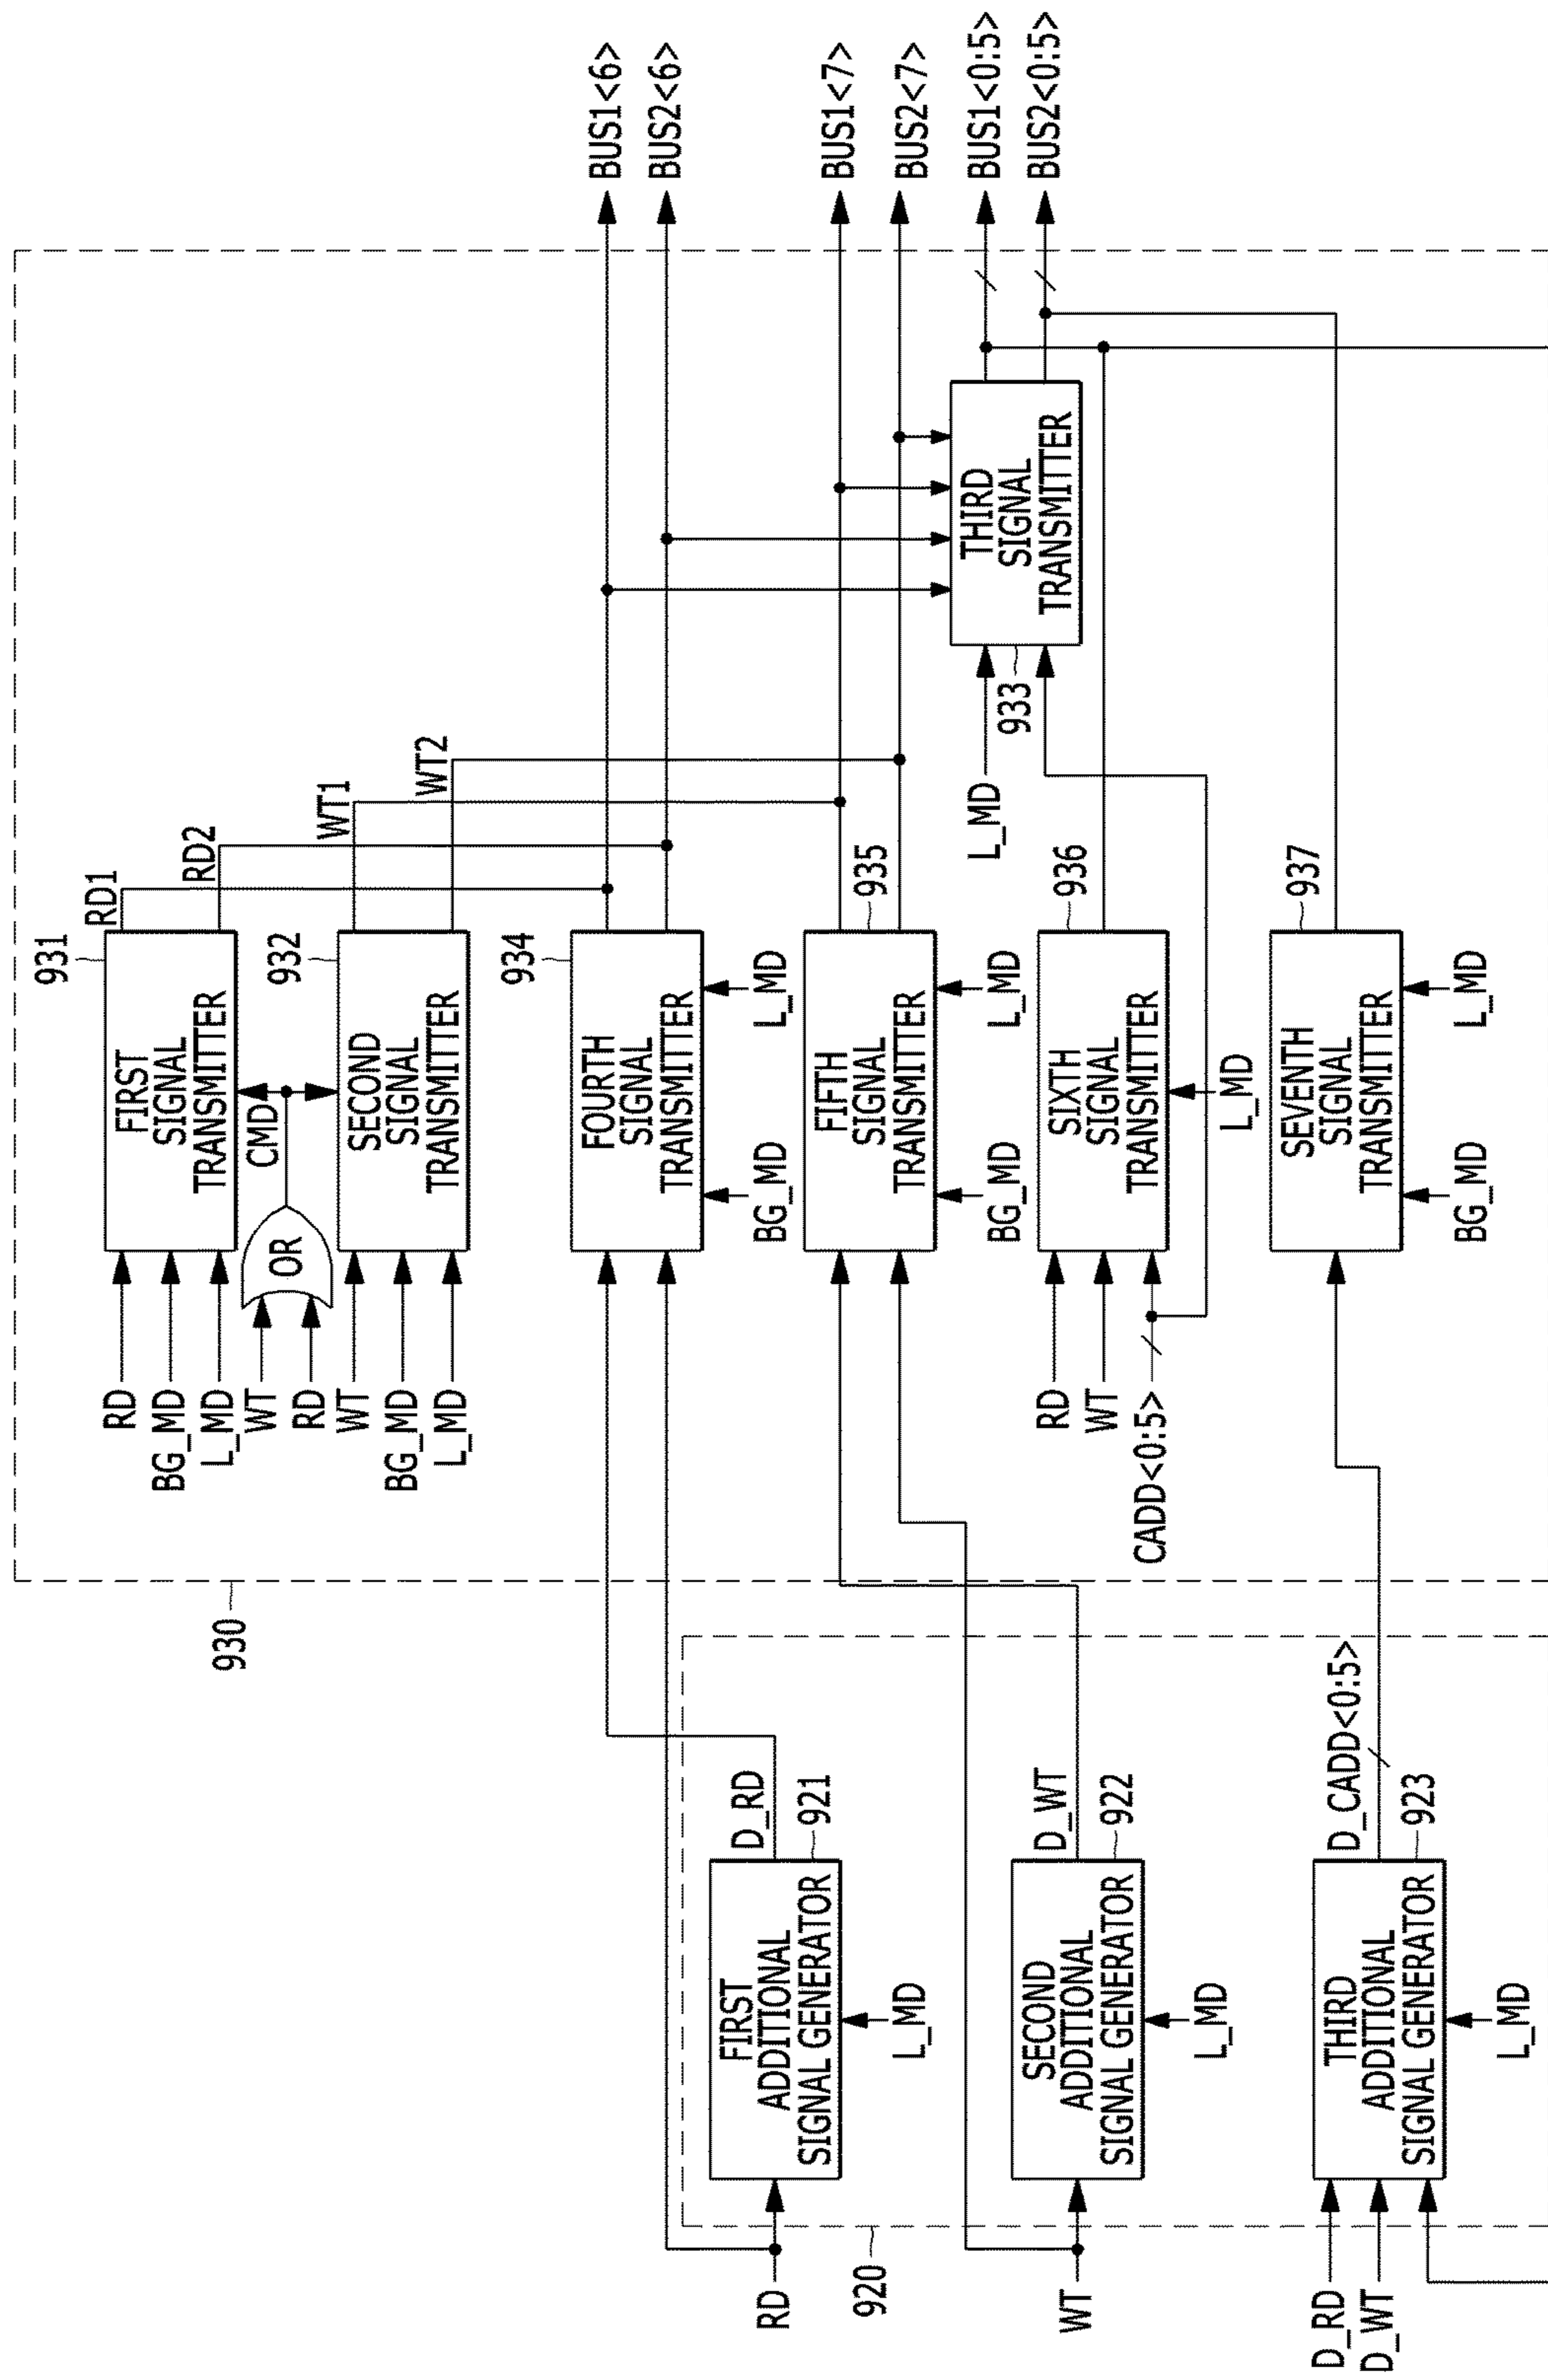 930
RD
BG_MD
L_MD
WT
RD
WT
BG_MD
L_MD
OR
CMD
931
FIRST
SIGNAL
TRANSMITTER
RD1
RD2
932
SECOND
SIGNAL
TRANSMITTER
WT1
WT2
934
FOURTH
SIGNAL
TRANSMITTER
BG_MD
L_MD
BUS1<6>
BUS2<6>
935
FIFTH
SIGNAL
TRANSMITTER
BG_MD
L_MD
BUS1<7>
BUS2<7>
L_MD
933
THIRD
SIGNAL
TRANSMITTER
BUS1<0:5>
BUS2<0:5>
RD
WT
CADD<0:5>
936
SIXTH
SIGNAL
TRANSMITTER
L_MD
937
SEVENTH
SIGNAL
TRANSMITTER
BG_MD
L_MD
920
RD
FIRST
ADDITIONAL
SIGNAL GENERATOR
D_RD
921
L_MD
WT
SECOND
ADDITIONAL
SIGNAL GENERATOR
D_WT
922
L_MD
D_RD
D_WT
THIRD
ADDITIONAL
SIGNAL GENERATOR
D_CADD<0:5>
923
L_MD